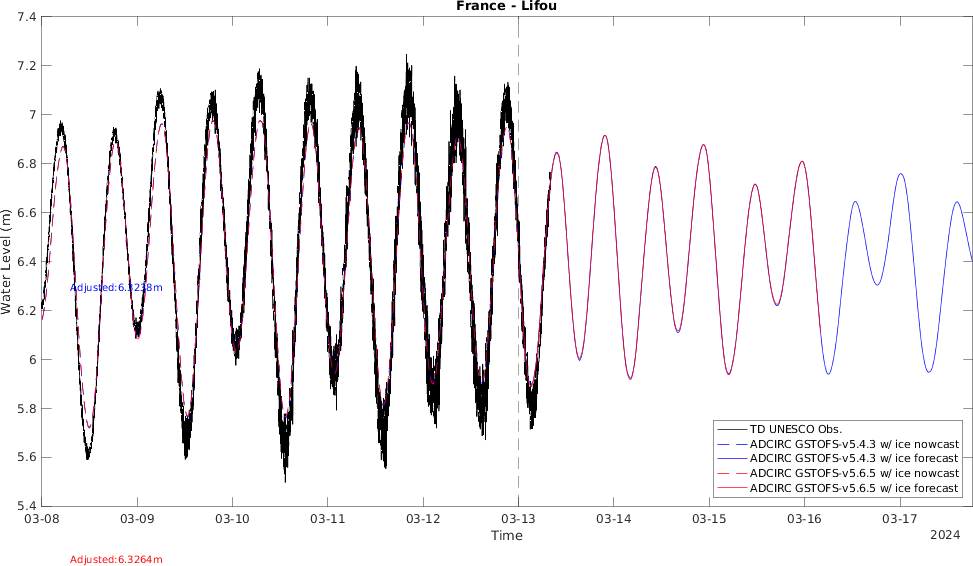 France - Lifou
7.4
7.2
7
6.8
6.6
6.4
6.2
6
5.8
5.6
5.4
Water Level (m)
Adjusted:6.3238m
TD UNESCO Obs.
ADCIRC GSTOFS-v5.4.3 w/ ice nowcast
ADCIRC GSTOFS-v5.4.3 w/ ice forecast
ADCIRC GSTOFS-v5.6.5 w/ ice nowcast
ADCIRC GSTOFS-v5.6.5 w/ ice forecast
03-08 03-09 03-10 03-11 03-12 03-13 03-14 03-15 03-16 03-17
Time
2024
Adjusted:6.3264m